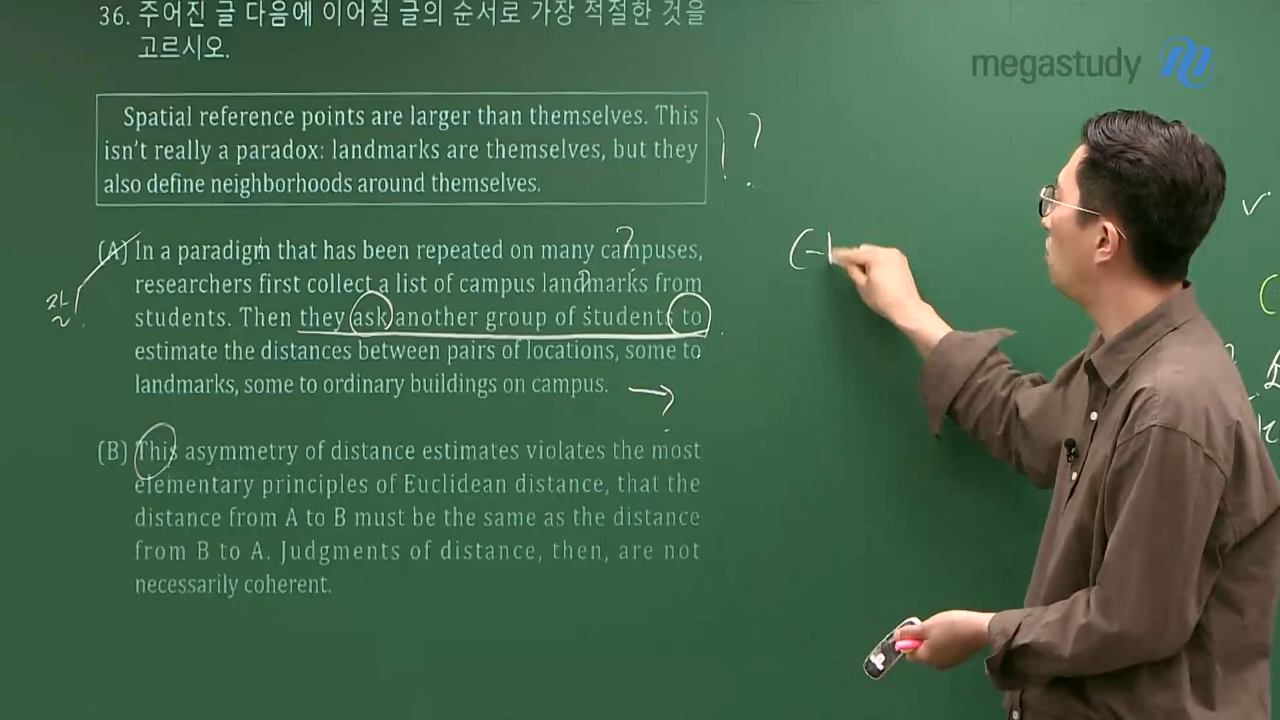 36. 주어진 글 다음에 이어질 글의 순서로 가장 적절한 것을
고르시오.
megastudy
Spatial reference points are larger than themselves. This
isn't really a paradox: landmarks are themselves, but they
also define neighborhoods around themselves.
(A) In a paradigm that has been repeated on many campuses,
researchers first collect a list of campus landmarks from
students. Then they ask another group of students to
estimate the distances between pairs of locations, some to
landmarks, some to ordinary buildings on campus.
(B) This asymmetry of distance estimates violates the most
elementary principles of Euclidean distance, that the
distance from A to B must be the same as the distance
from B to A. Judgments of distance, then, are not
necessarily coherent.